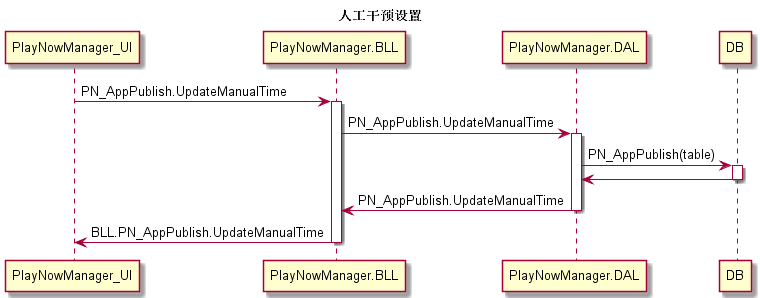 人工干预设置
PlayNowManager_UI PlayNowManager.BLL PlayNowManager.DAL DB
PN_AppPublish.UpdateManualTime
PN_AppPublish.UpdateManualTime
PN_AppPublish(table)
PN_AppPublish.UpdateManualTime
BLL.PN_AppPublish.UpdateManualTime
PlayNowManager_UI PlayNowManager.BLL PlayNowManager.DAL DB